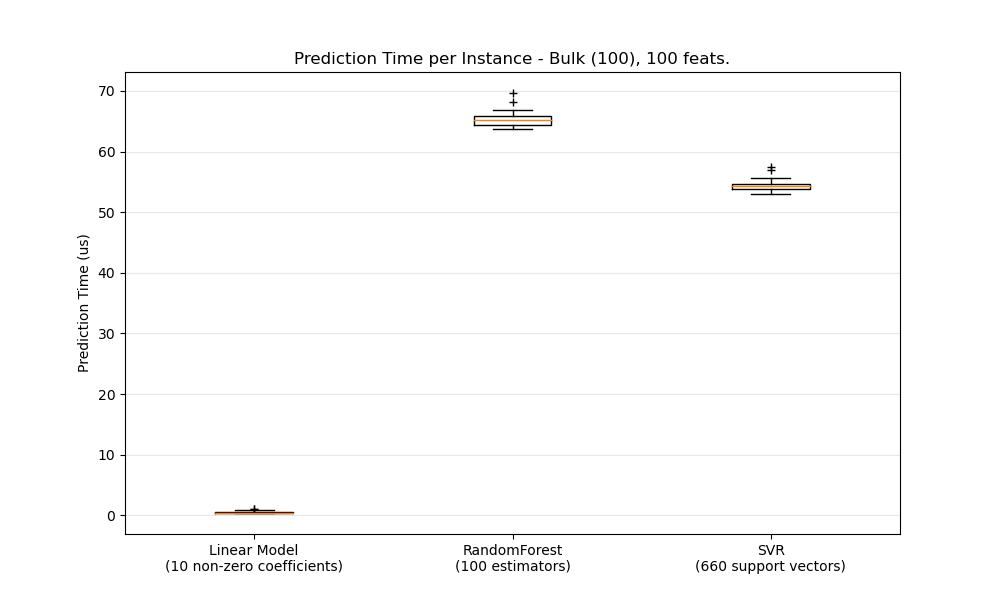 Prediction Time per Instance - Bulk (100), 100 feats.
Prediction Time (us)
70
60
50
40
30
20
10
0
Linear Model
(10 non-zero coefficients)
RandomForest
(100 estimators)
SVR
(660 support vectors)